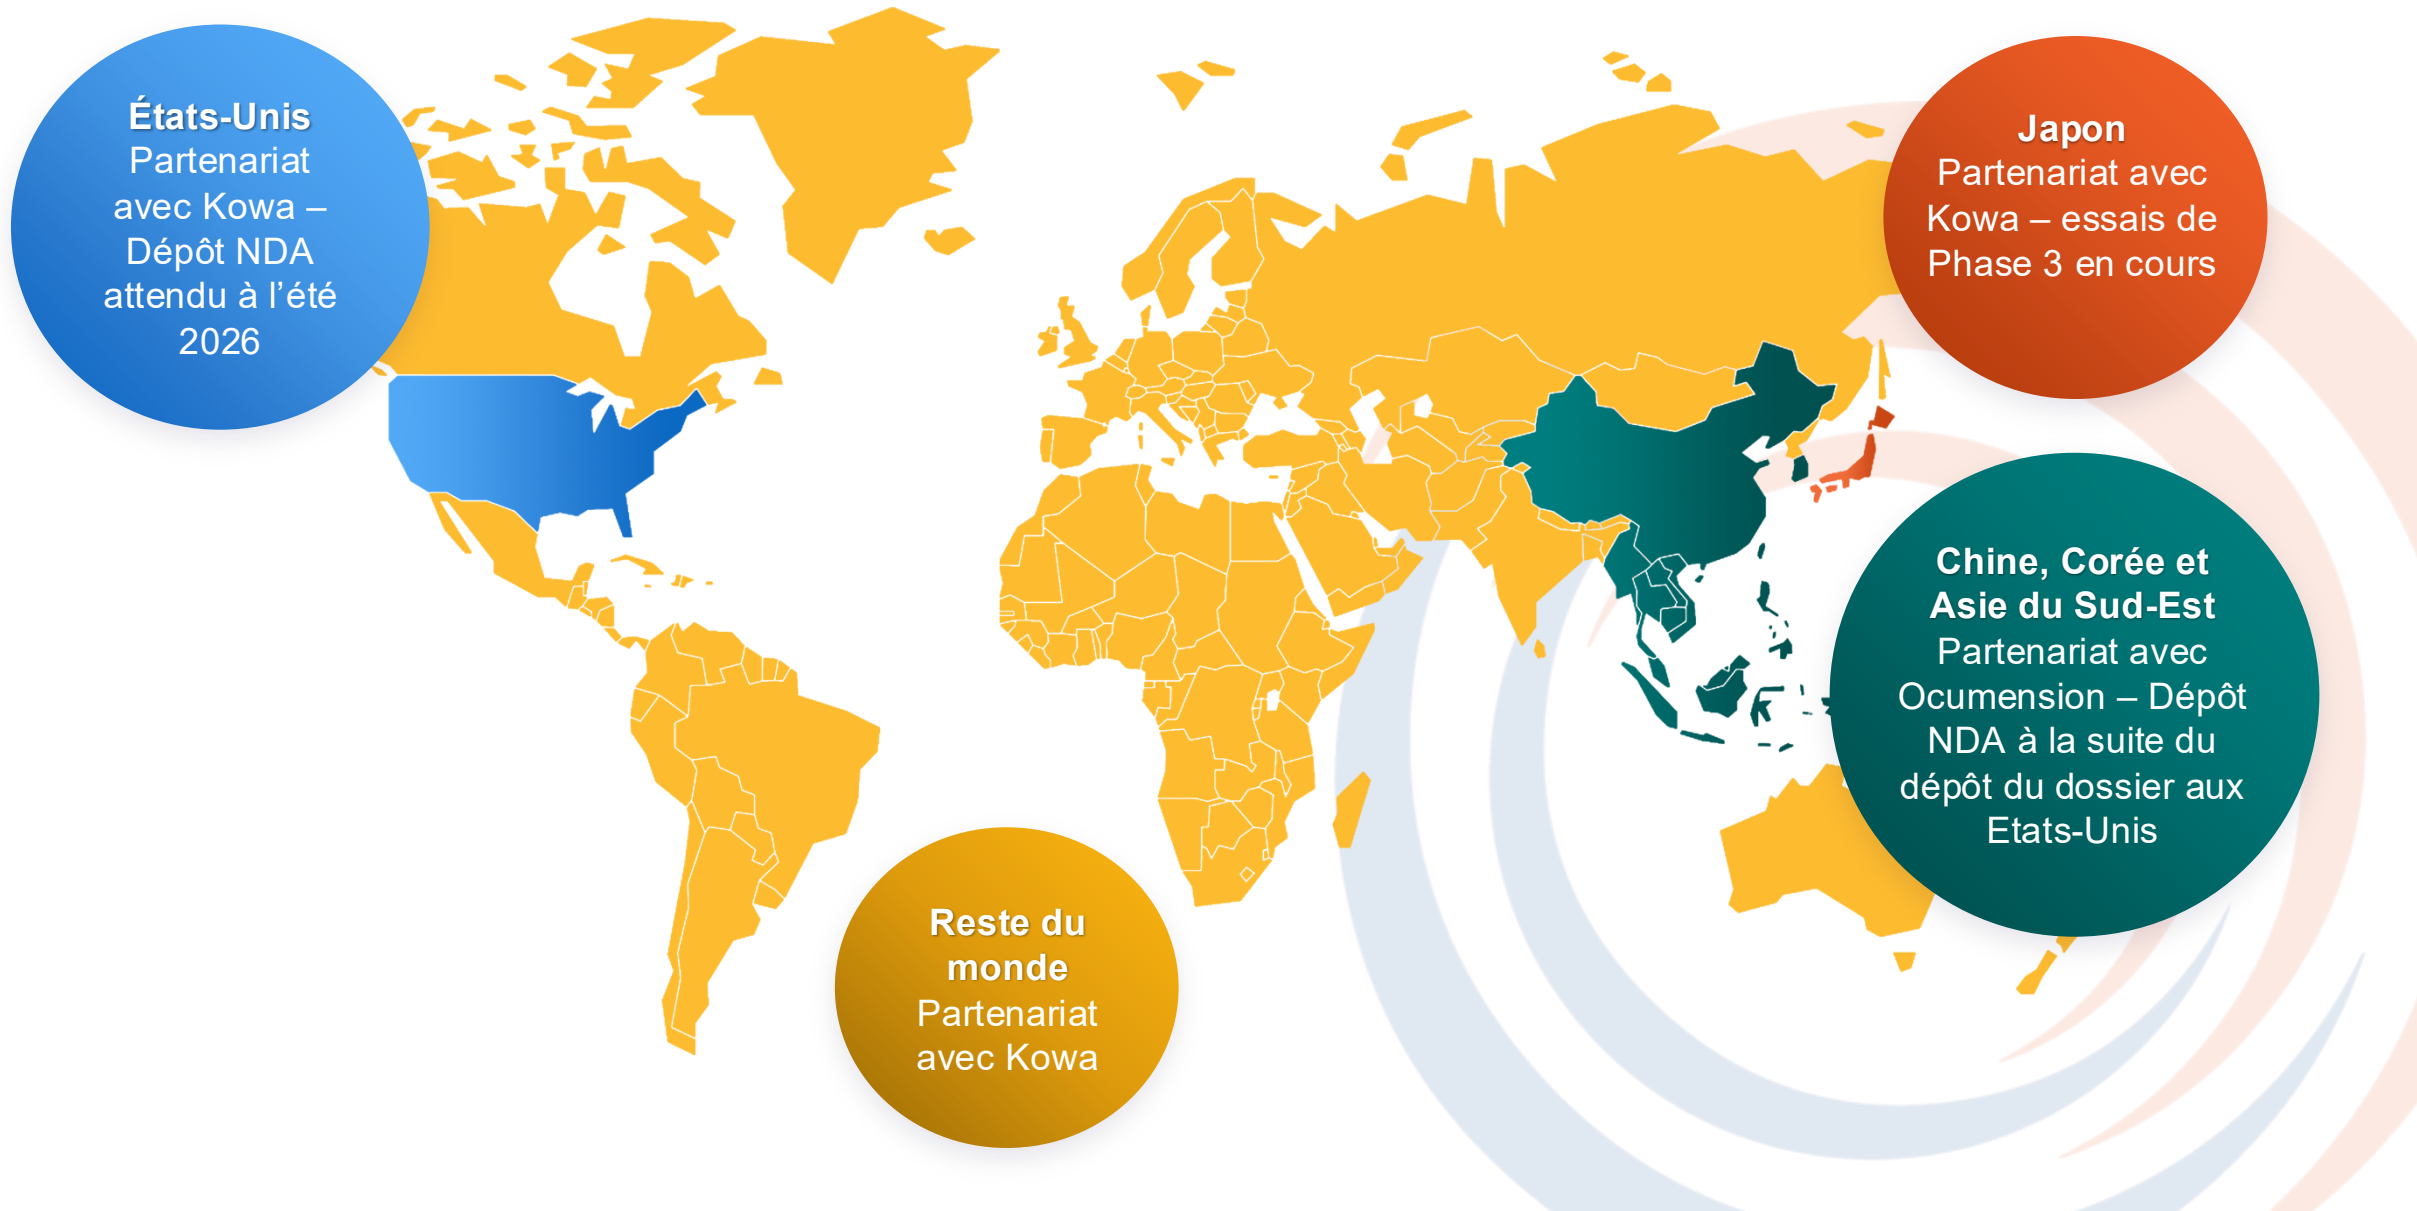 États-Unis
Partenariat
avec Kowa –
Dépôt NDA
attendu à l’été
2026
Japon
Partenariat avec
Kowa – essais de
Phase 3 en cours
Chine, Corée et
Asie du Sud-Est
Partenariat avec
Ocumension – Dépôt
NDA à la suite du
dépôt du dossier aux
Etats-Unis
Reste du
monde
Partenariat
avec Kowa